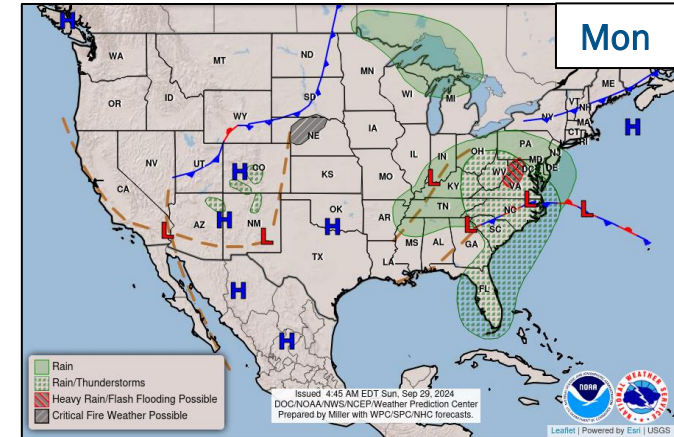 Mon
H
WA
MT
ND
MN
ME
OR
ID
WY
SD
WI
MI
VT
NH
NY
MA
CT
RI
H
NE
IA
PA
NJ
NV
UT
H
CO
IL
IN
OH
MD
DE
DC
WV
VA
CA
KS
MO
L
KY
L
AZ
H
NM
L
OK
H
AR
TN
NC
L
L
L
SC
MS
AL
GA
TX
LA
H
FL
H
Rain
Rain/Thunderstorms
Heavy Rain/Flash Flooding Possible
Critical Fire Weather Possible
Issued 4:45 AM EDT Sun, Sep 29, 2024
DOC/NOAA/NWS/NCEP/Weather Prediction Center
Prepared by Miller with WPC/SPC/NHC forecasts.
NOAA
NATIONAL WEATHER SERVICE
Leaflet | Powered by Esri | USGS